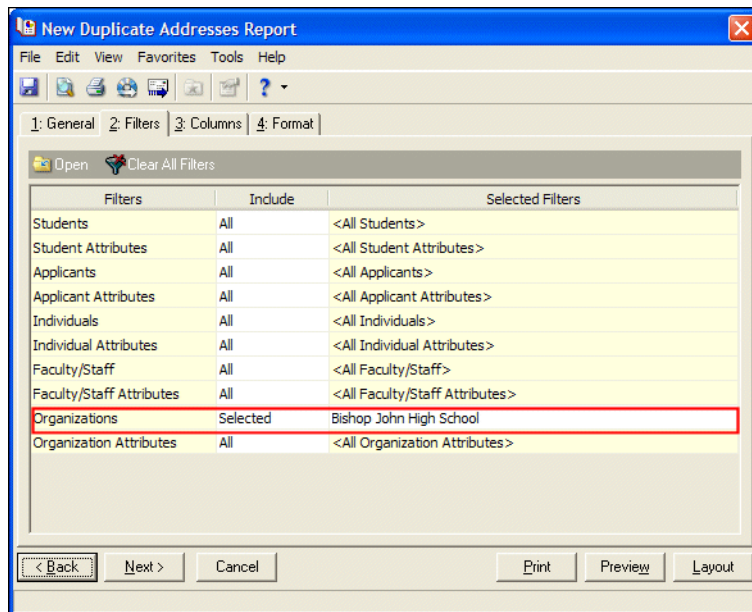 New Duplicate Addresses Report
File Edit View Favorites Tools Help
1: General 2: Filters 3: Columns 4: Format
Open Clear All Filters
Filters Include Selected Filters
Students All <All Students>
Student Attributes All <All Student Attributes>
Applicants All <All Applicants>
Applicant Attributes All <All Applicant Attributes>
Individuals All <All Individuals>
Individual Attributes All <All Individual Attributes>
Faculty/Staff All <All Faculty/Staff>
Faculty/Staff Attributes All <All Faculty/Staff Attributes>
Organizations Selected Bishop John High School
Organization Attributes All <All Organization Attributes>
< Back Next > Cancel Print Preview Layout